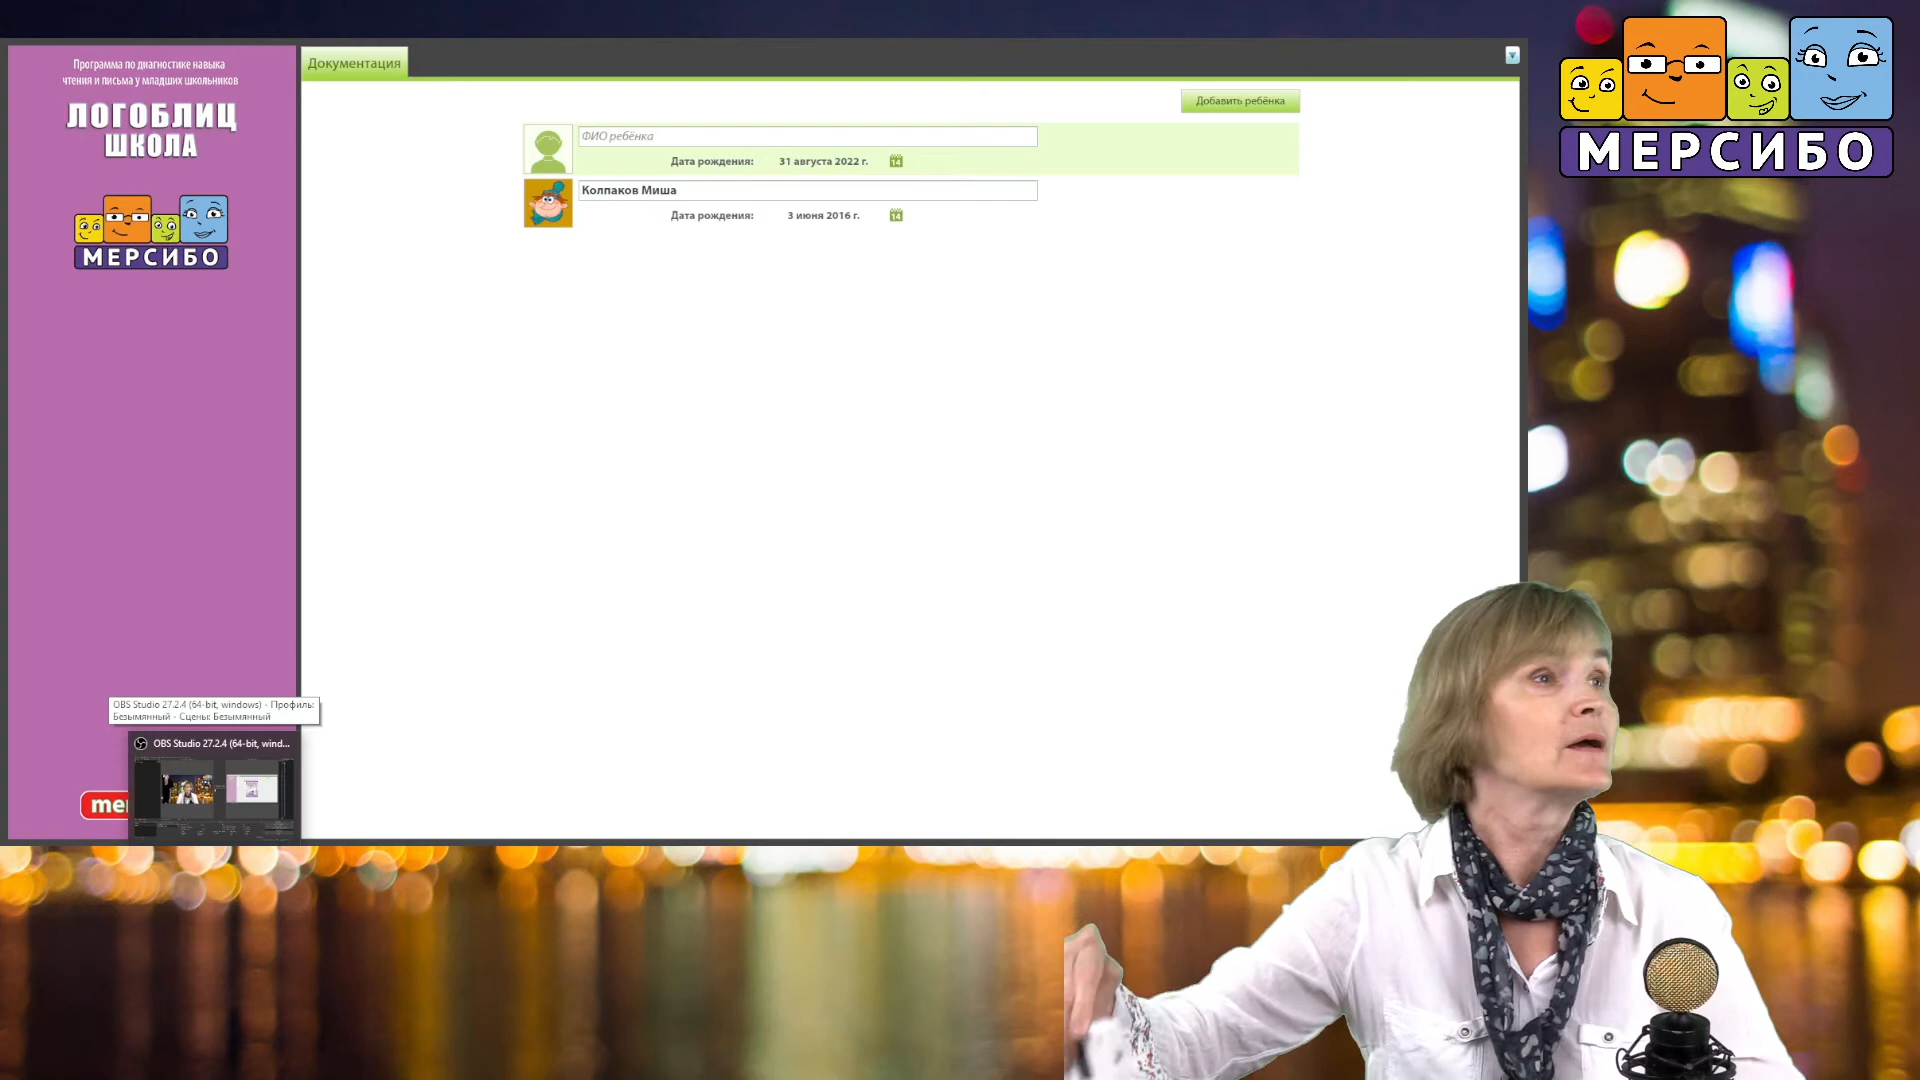 Программа по диагностике навыка
чтения и письма у младших школьников
ЛОГОБЛИЦ
ШКОЛА
МЕРСИБО
Документация
Добавить ребёнка
ФИО ребёнка
Дата рождения: 31 августа 2022 г. 14
Колпаков Миша
Дата рождения: 3 июня 2016 г. 14
МЕРСИБО
OBS Studio 27.2.4 (64-bit, windows) - Профиль:
Безымянный - Сцены: Безымянный
OBS Studio 27.2.4 (64-bit, wind...